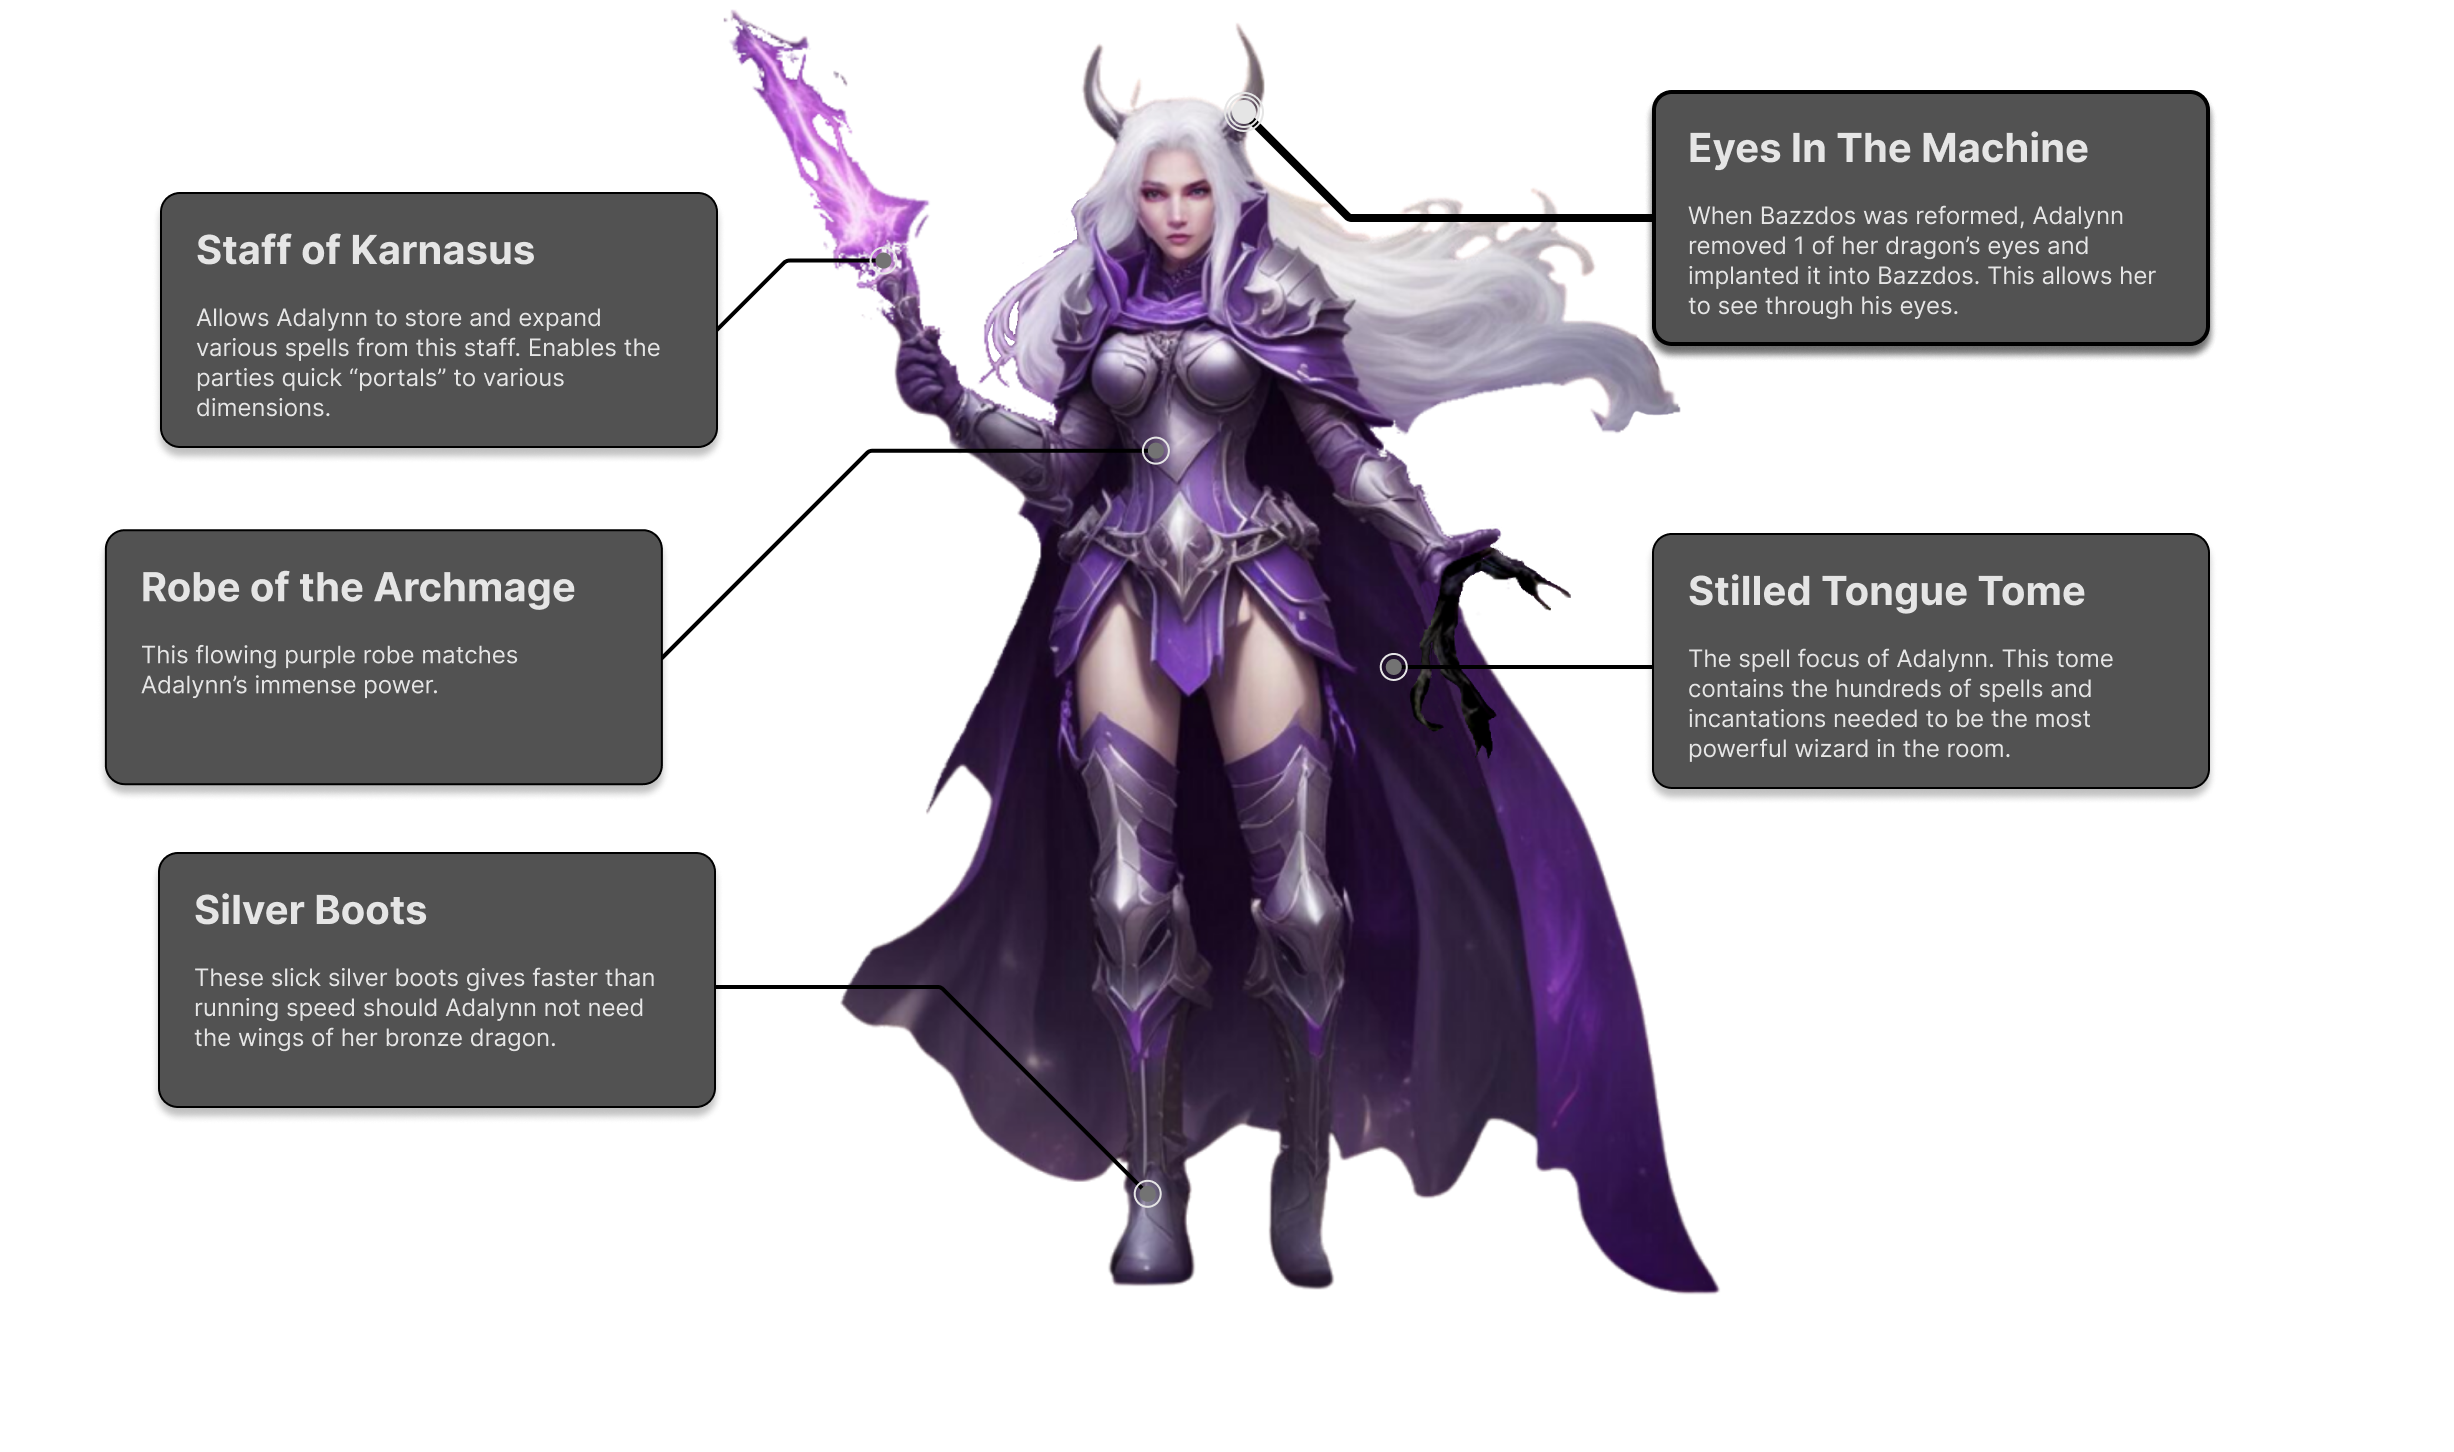 Staff of Karnasus
Allows Adalynn to store and expand
various spells from this staff. Enables the
parties quick “portals” to various
dimensions.
Robe of the Archmage
This flowing purple robe matches
Adalynn’s immense power.
Silver Boots
These slick silver boots gives faster than
running speed should Adalynn not need
the wings of her bronze dragon.
Eyes In The Machine
When Bazzdos was reformed, Adalynn
removed 1 of her dragon’s eyes and
implanted it into Bazzdos. This allows her
to see through his eyes.
Stilled Tongue Tome
The spell focus of Adalynn. This tome
contains the hundreds of spells and
incantations needed to be the most
powerful wizard in the room.